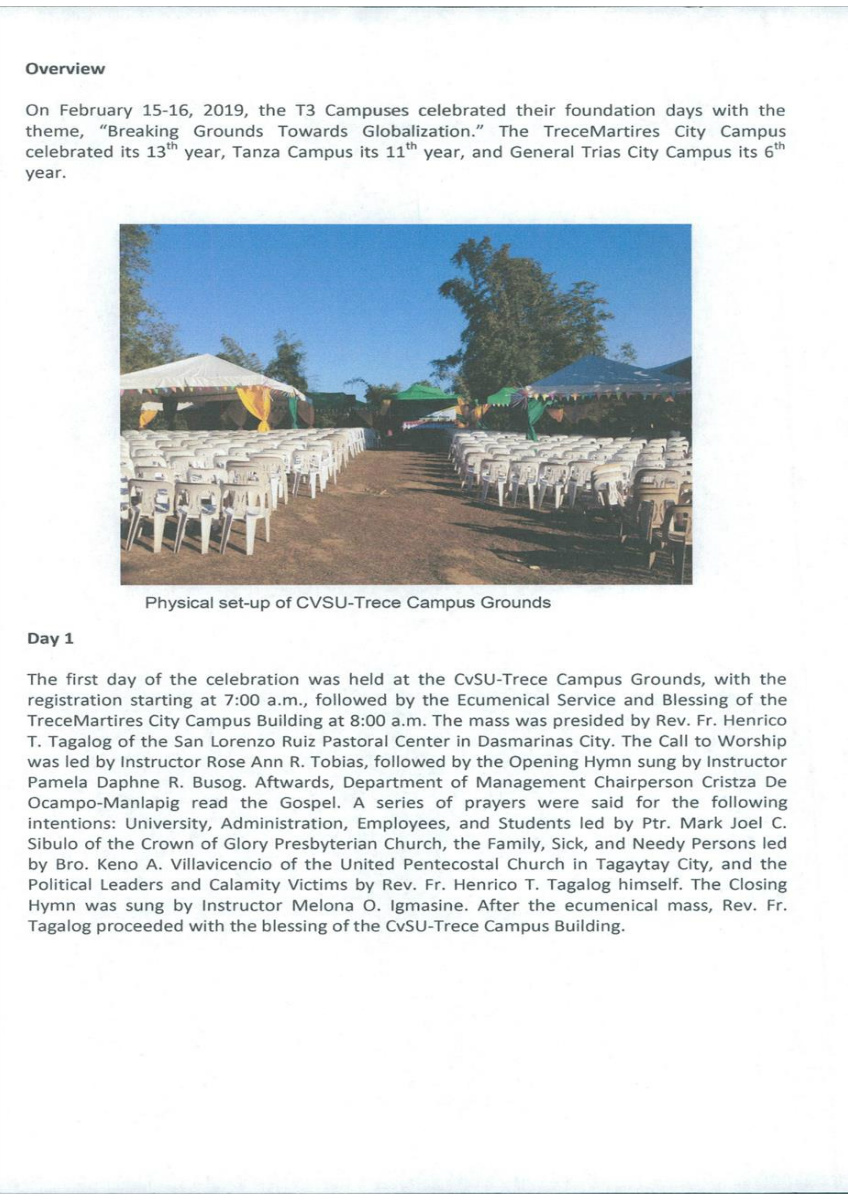 Overview
On February 15-16, 2019, the T3 Campuses celebrated their foundation days with the
theme, “Breaking Grounds Towards Globalization.” The TreceMartires City Campus
celebrated its 13th year, Tanza Campus its 11th year, and General Trias City Campus its 6th
year.
Physical set-up of CVSU-Trece Campus Grounds
Day 1
The first day of the celebration was held at the CvSU-Trece Campus Grounds, with the
registration starting at 7:00 a.m., followed by the Ecumenical Service and Blessing of the
TreceMartires City Campus Building at 8:00 a.m. The mass was presided by Rev. Fr. Henrico
T. Tagalog of the San Lorenzo Ruiz Pastoral Center in Dasmarinas City. The Call to Worship
was led by Instructor Rose Ann R. Tobias, followed by the Opening Hymn sung by Instructor
Pamela Daphne R. Busog. Aftwards, Department of Management Chairperson Cristza De
Ocampo-Manlapig read the Gospel. A series of prayers were said for the following
intentions: University, Administration, Employees, and Students led by Ptr. Mark Joel C.
Sibulo of the Crown of Glory Presbyterian Church, the Family, Sick, and Needy Persons led
by Bro. Keno A. Villavicencio of the United Pentecostal Church in Tagaytay City, and the
Political Leaders and Calamity Victims by Rev. Fr. Henrico T. Tagalog himself. The Closing
Hymn was sung by Instructor Melona O. Igmasine. After the ecumenical mass, Rev. Fr.
Tagalog proceeded with the blessing of the CvSU-Trece Campus Building.